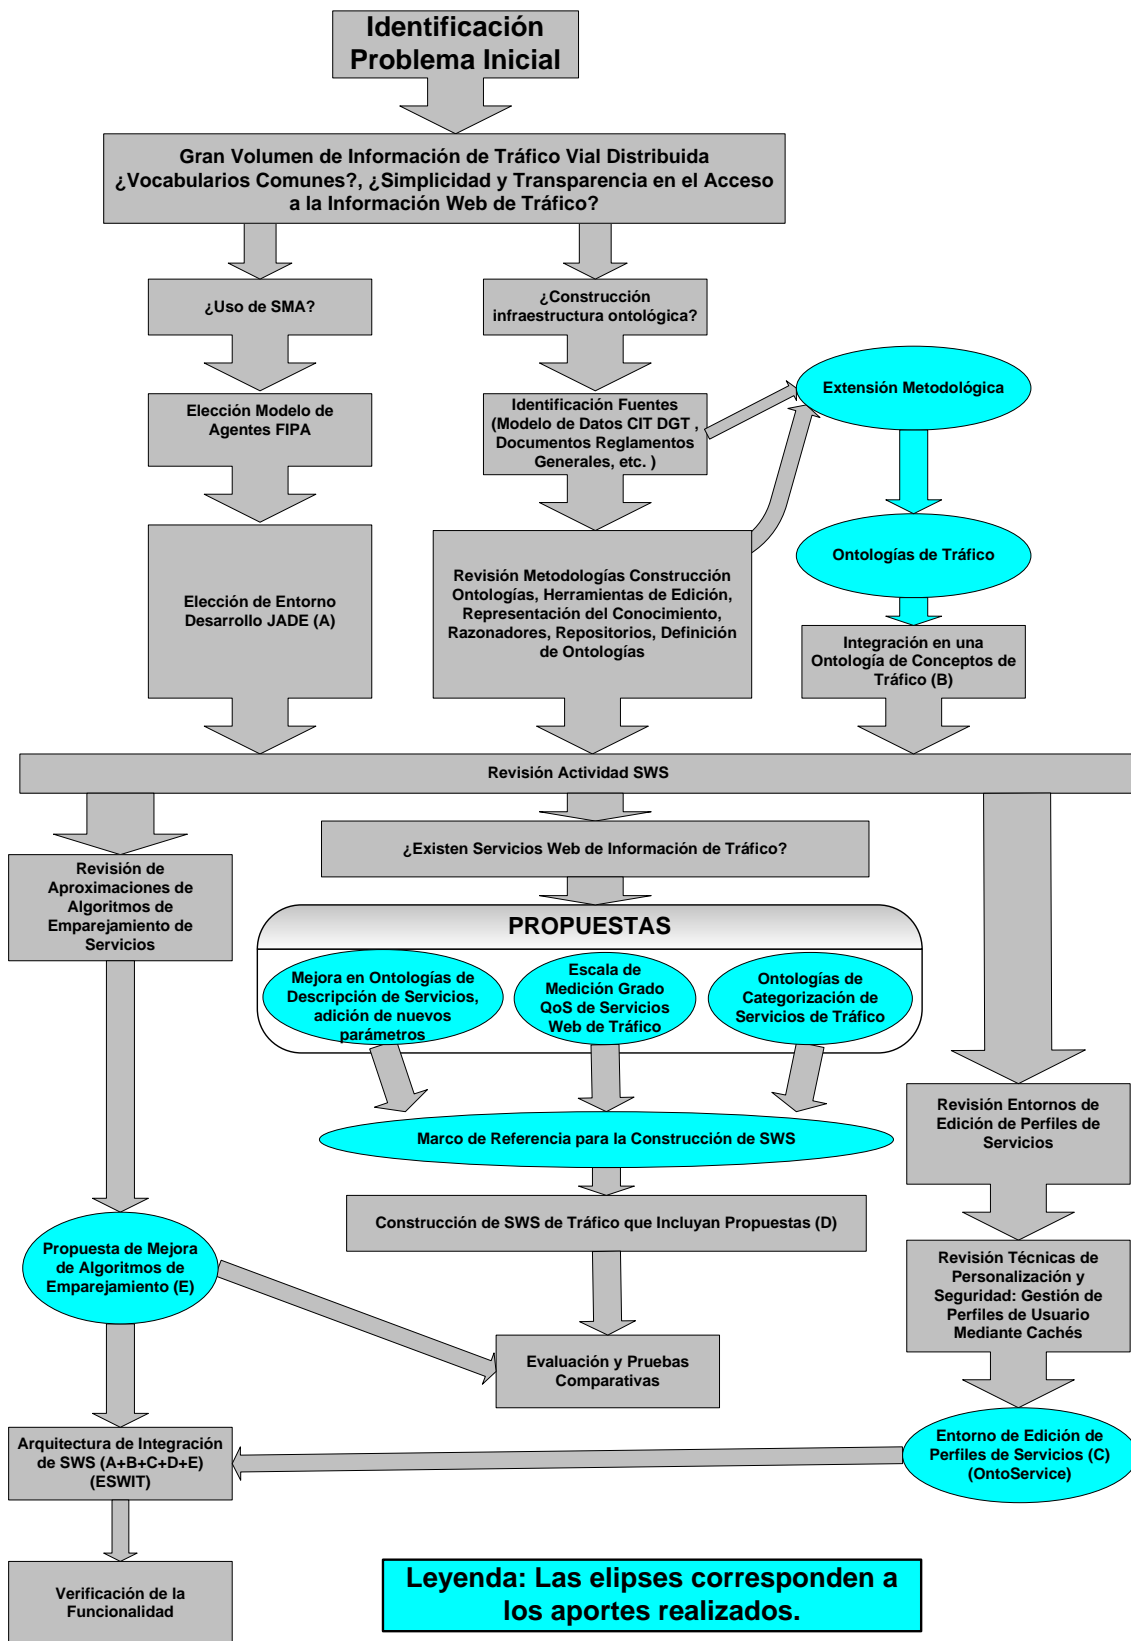 Identificación
Problema Inicial
Gran Volumen de Información de Tráfico Vial Distribuida
¿Vocabularios Comunes?, ¿Simplicidad y Transparencia en el Acceso
a la Información Web de Tráfico?
¿Uso de SMA?
¿Construcción
infraestructura ontológica?
Extensión Metodológica
Elección Modelo de
Agentes FIPA
Identificación Fuentes
(Modelo de Datos CIT DGT ,
Documentos Reglamentos
Generales, etc. )
Ontologías de Tráfico
Elección de Entorno
Desarrollo JADE (A)
Revisión Metodologías Construcción
Ontologías, Herramientas de Edición,
Representación del Conocimiento,
Razonadores, Repositorios, Definición
de Ontologías
Integración en una
Ontología de Conceptos de
Tráfico (B)
Revisión Actividad SWS
¿Existen Servicios Web de Información de Tráfico?
Revisión de
Aproximaciones de
Algoritmos de
Emparejamiento de
Servicios
PROPUESTAS
Mejora en Ontologías de
Descripción de Servicios,
adición de nuevos
parámetros
Escala de
Medición Grado
QoS de Servicios
Web de Tráfico
Ontologías de
Categorización de
Servicios de Tráfico
Marco de Referencia para la Construcción de SWS
Revisión Entornos de
Edición de Perfiles de
Servicios
Construcción de SWS de Tráfico que Incluyan Propuestas (D)
Propuesta de Mejora
de Algoritmos de
Emparejamiento (E)
Revisión Técnicas de
Personalización y
Seguridad: Gestión de
Perfiles de Usuario
Mediante Cachés
Evaluación y Pruebas
Comparativas
Arquitectura de Integración
de SWS (A+B+C+D+E)
(ESWIT)
Entorno de Edición de
Perfiles de Servicios (C)
(OntoService)
Verificación de la
Funcionalidad
Leyenda: Las elipses corresponden a
los aportes realizados.